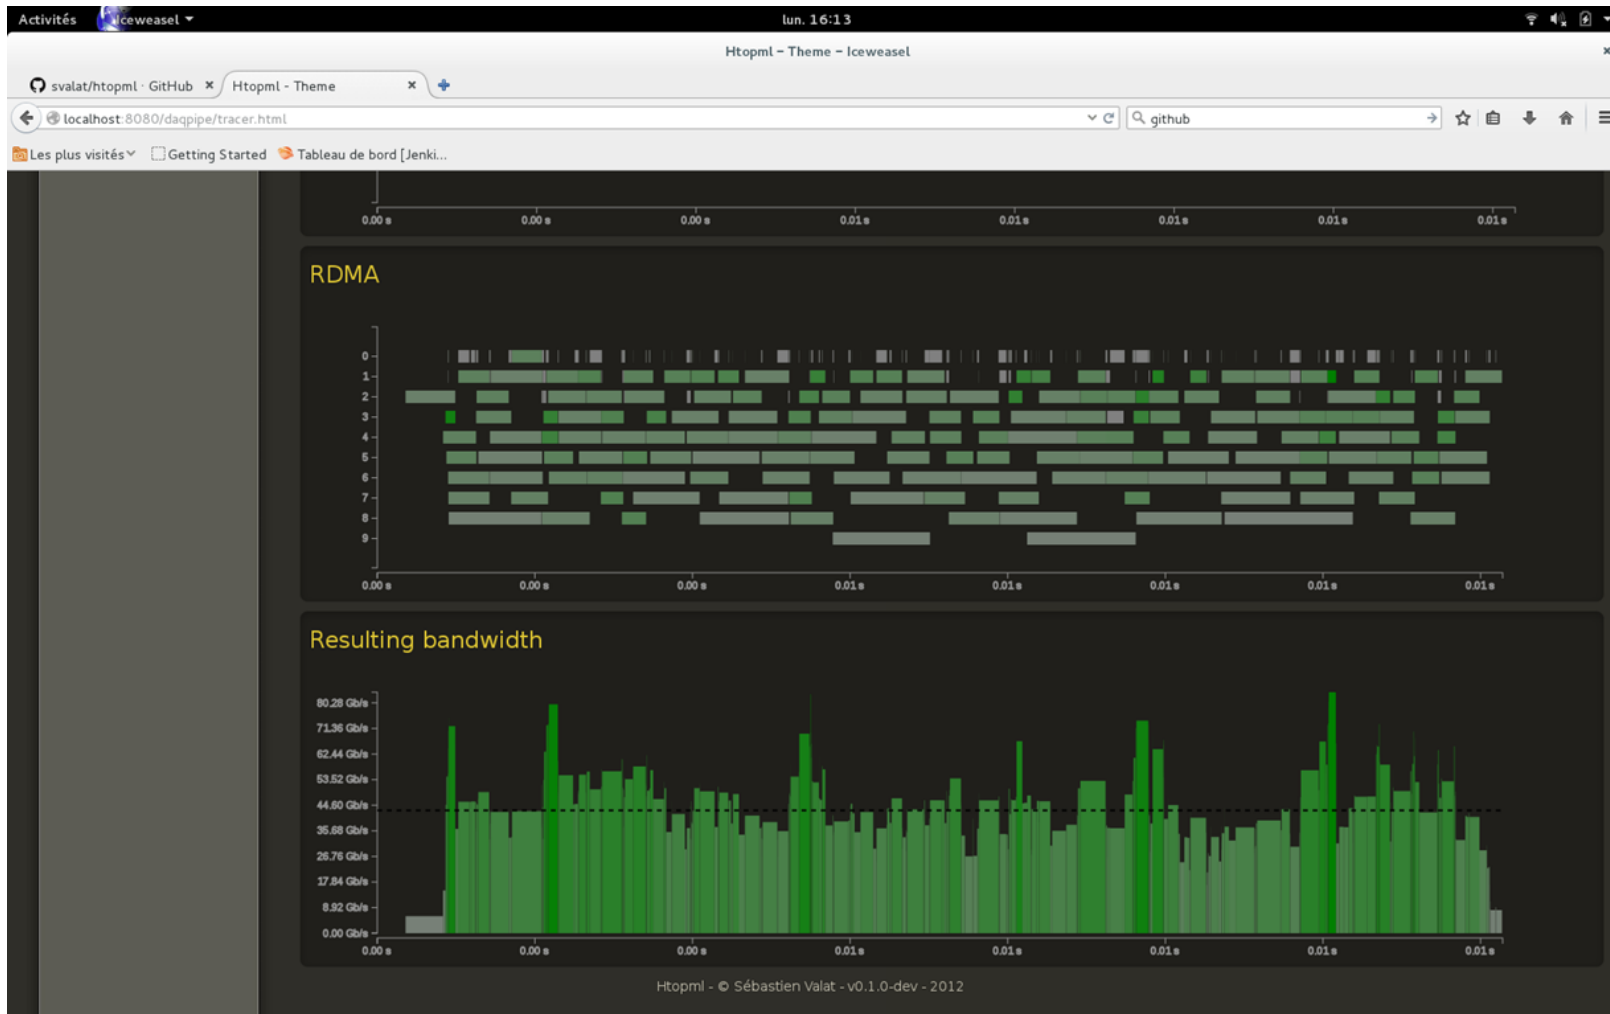 Activités Iceweasel lun. 16:13
Htopml – Theme – Iceweasel
svalat/htopml · GitHub Htopml - Theme
localhost:8080/daqpipe/tracer.html github
Les plus visités Getting Started Tableau de bord [Jenki...
0.00 s 0.00 s 0.00 s 0.01 s 0.01 s 0.01 s 0.01 s 0.01 s
RDMA
0
1
2
3
4
5
6
7
8
9
0.00 s 0.00 s 0.00 s 0.01 s 0.01 s 0.01 s 0.01 s 0.01 s
Resulting bandwidth
80.28 Gb/s
71.36 Gb/s
62.44 Gb/s
53.52 Gb/s
44.60 Gb/s
35.68 Gb/s
26.76 Gb/s
17.84 Gb/s
8.92 Gb/s
0.00 Gb/s
0.00 s 0.00 s 0.00 s 0.01 s 0.01 s 0.01 s 0.01 s 0.01 s
Htopml - © Sébastien Valat - v0.1.0-dev - 2012